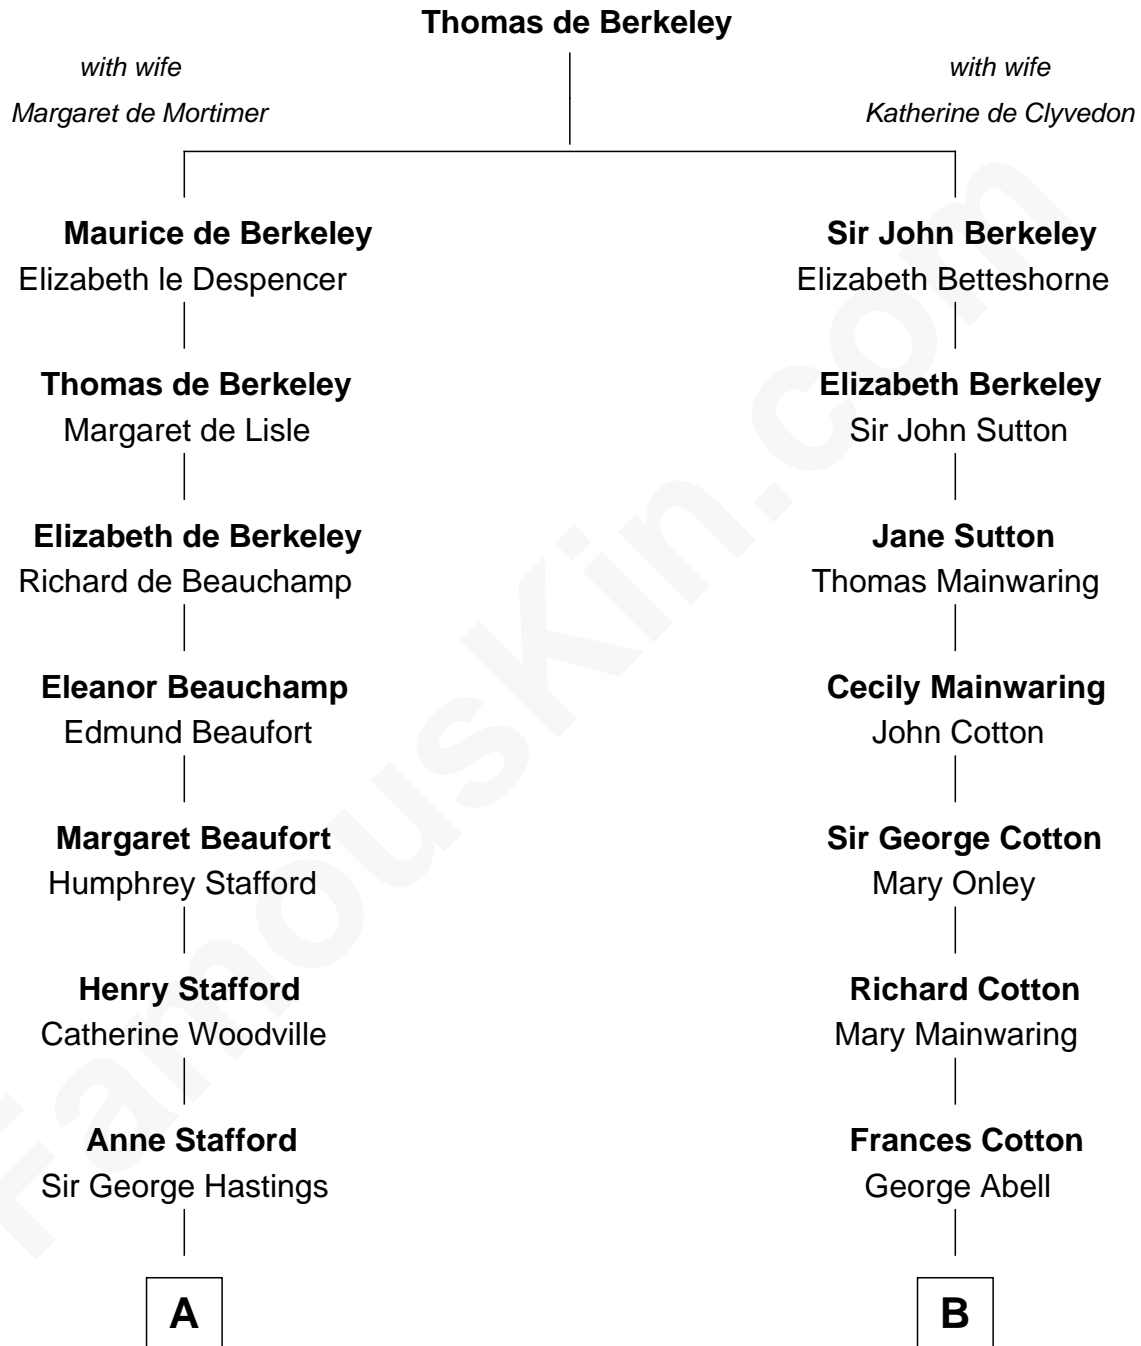 Thomas de Berkeley
with wife
Margaret de Mortimer
with wife
Katherine de Clyvedon
Maurice de Berkeley
Elizabeth le Despencer
Thomas de Berkeley
Margaret de Lisle
Elizabeth de Berkeley
Richard de Beauchamp
Eleanor Beauchamp
Edmund Beaufort
Margaret Beaufort
Humphrey Stafford
Henry Stafford
Catherine Woodville
Anne Stafford
Sir George Hastings
A
Sir John Berkeley
Elizabeth Betteshorne
Elizabeth Berkeley
Sir John Sutton
Jane Sutton
Thomas Mainwaring
Cecily Mainwaring
John Cotton
Sir George Cotton
Mary Onley
Richard Cotton
Mary Mainwaring
Frances Cotton
George Abell
B
FamousKin.com